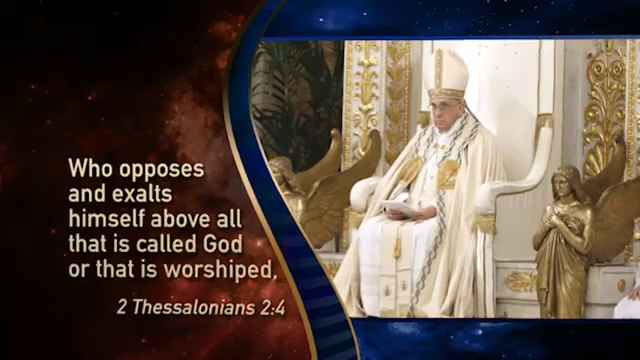 Who opposes
and exalts
himself above all
that is called God
or that is worshiped,
2 Thessalonians 2:4